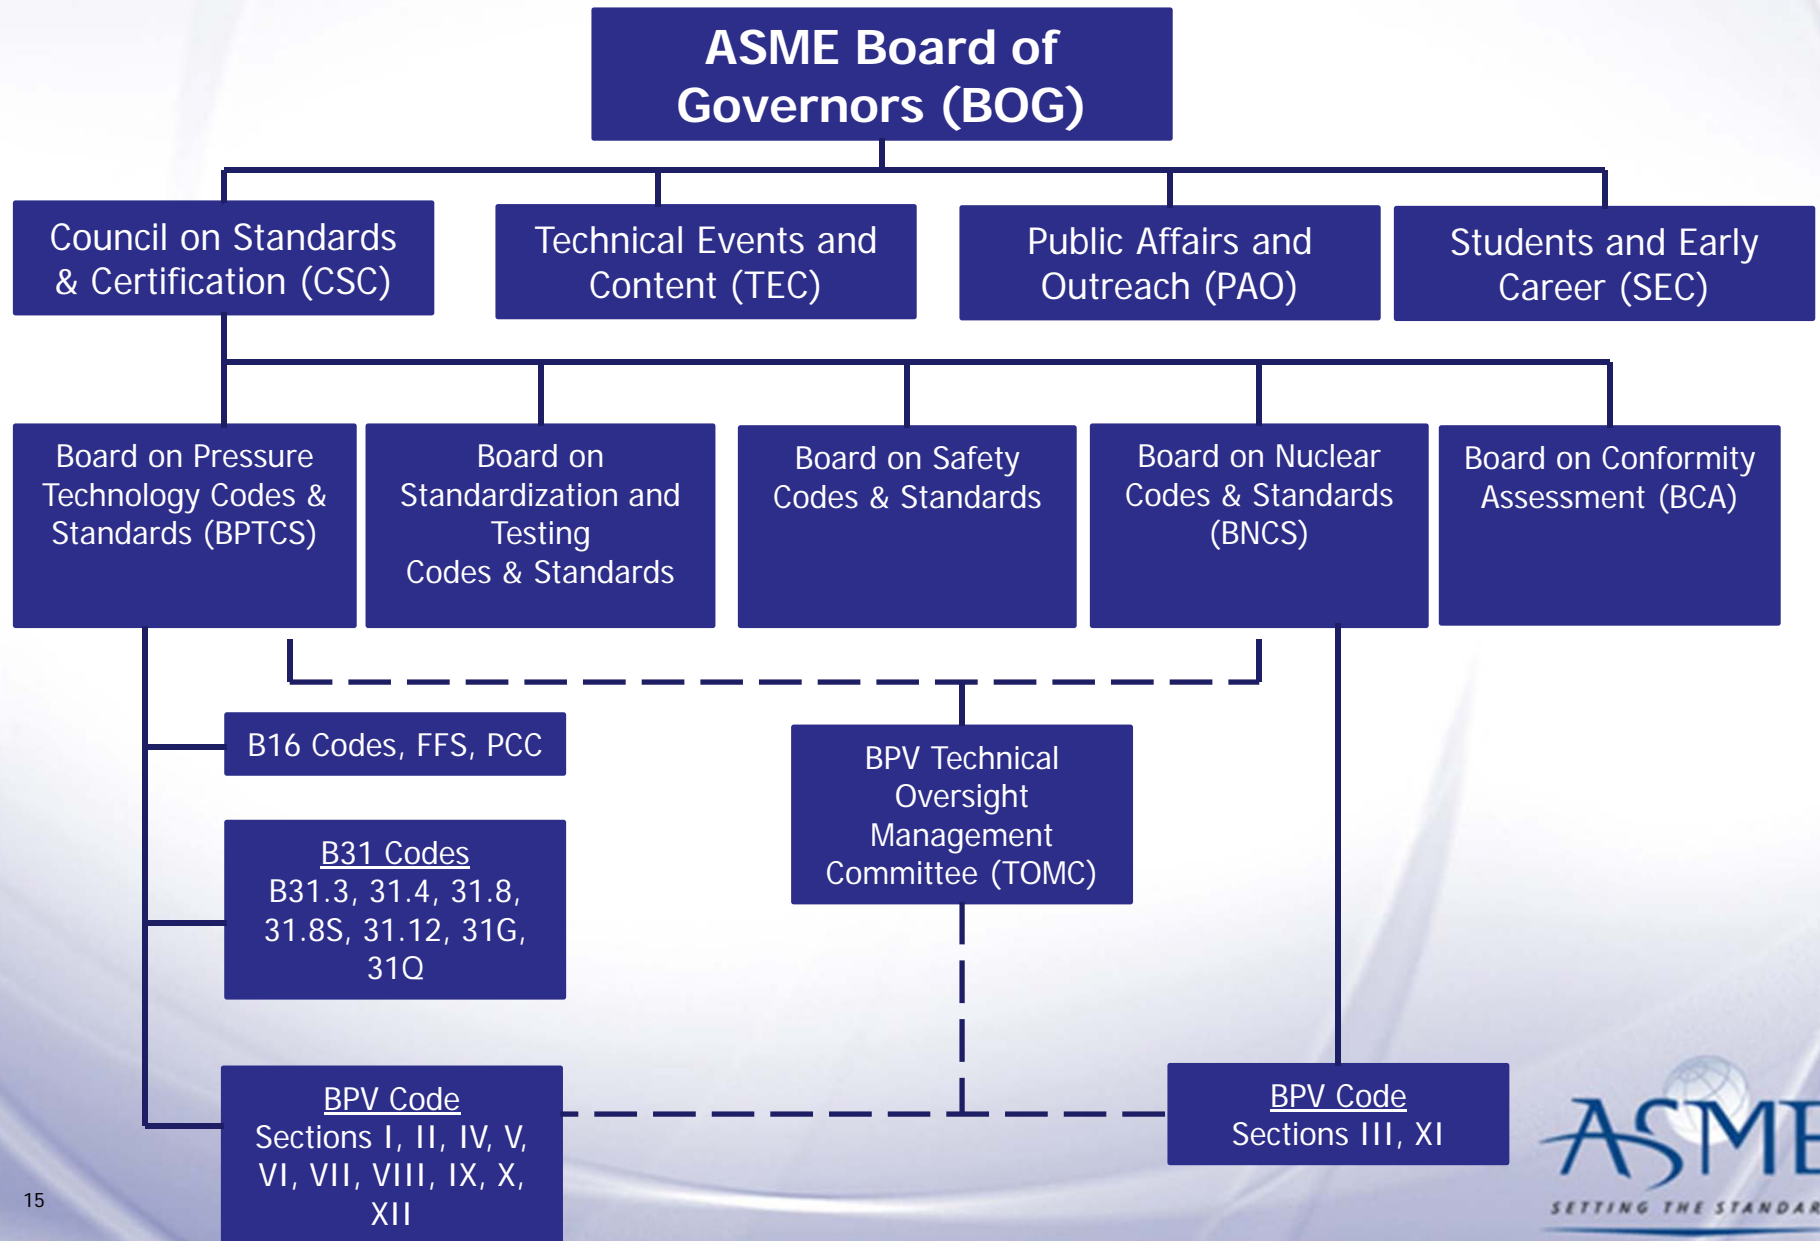 ASME Board of
Governors (BOG)
Council on Standards
& Certification (CSC)
Technical Events and
Content (TEC)
Public Affairs and
Outreach (PAO)
Students and Early
Career (SEC)
Board on Pressure
Technology Codes &
Standards (BPTCS)
Board on
Standardization and
Testing
Codes & Standards
Board on Safety
Codes & Standards
Board on Nuclear
Codes & Standards
(BNCS)
Board on Conformity
Assessment (BCA)
B16 Codes, FFS, PCC
B31 Codes
B31.3, 31.4, 31.8,
31.8S, 31.12, 31G,
31Q
BPV Technical
Oversight
Management
Committee (TOMC)
BPV Code
Sections I, II, IV, V,
VI, VII, VIII, IX, X,
XII
BPV Code
Sections III, XI
ASME
SETTING THE STANDAR
15